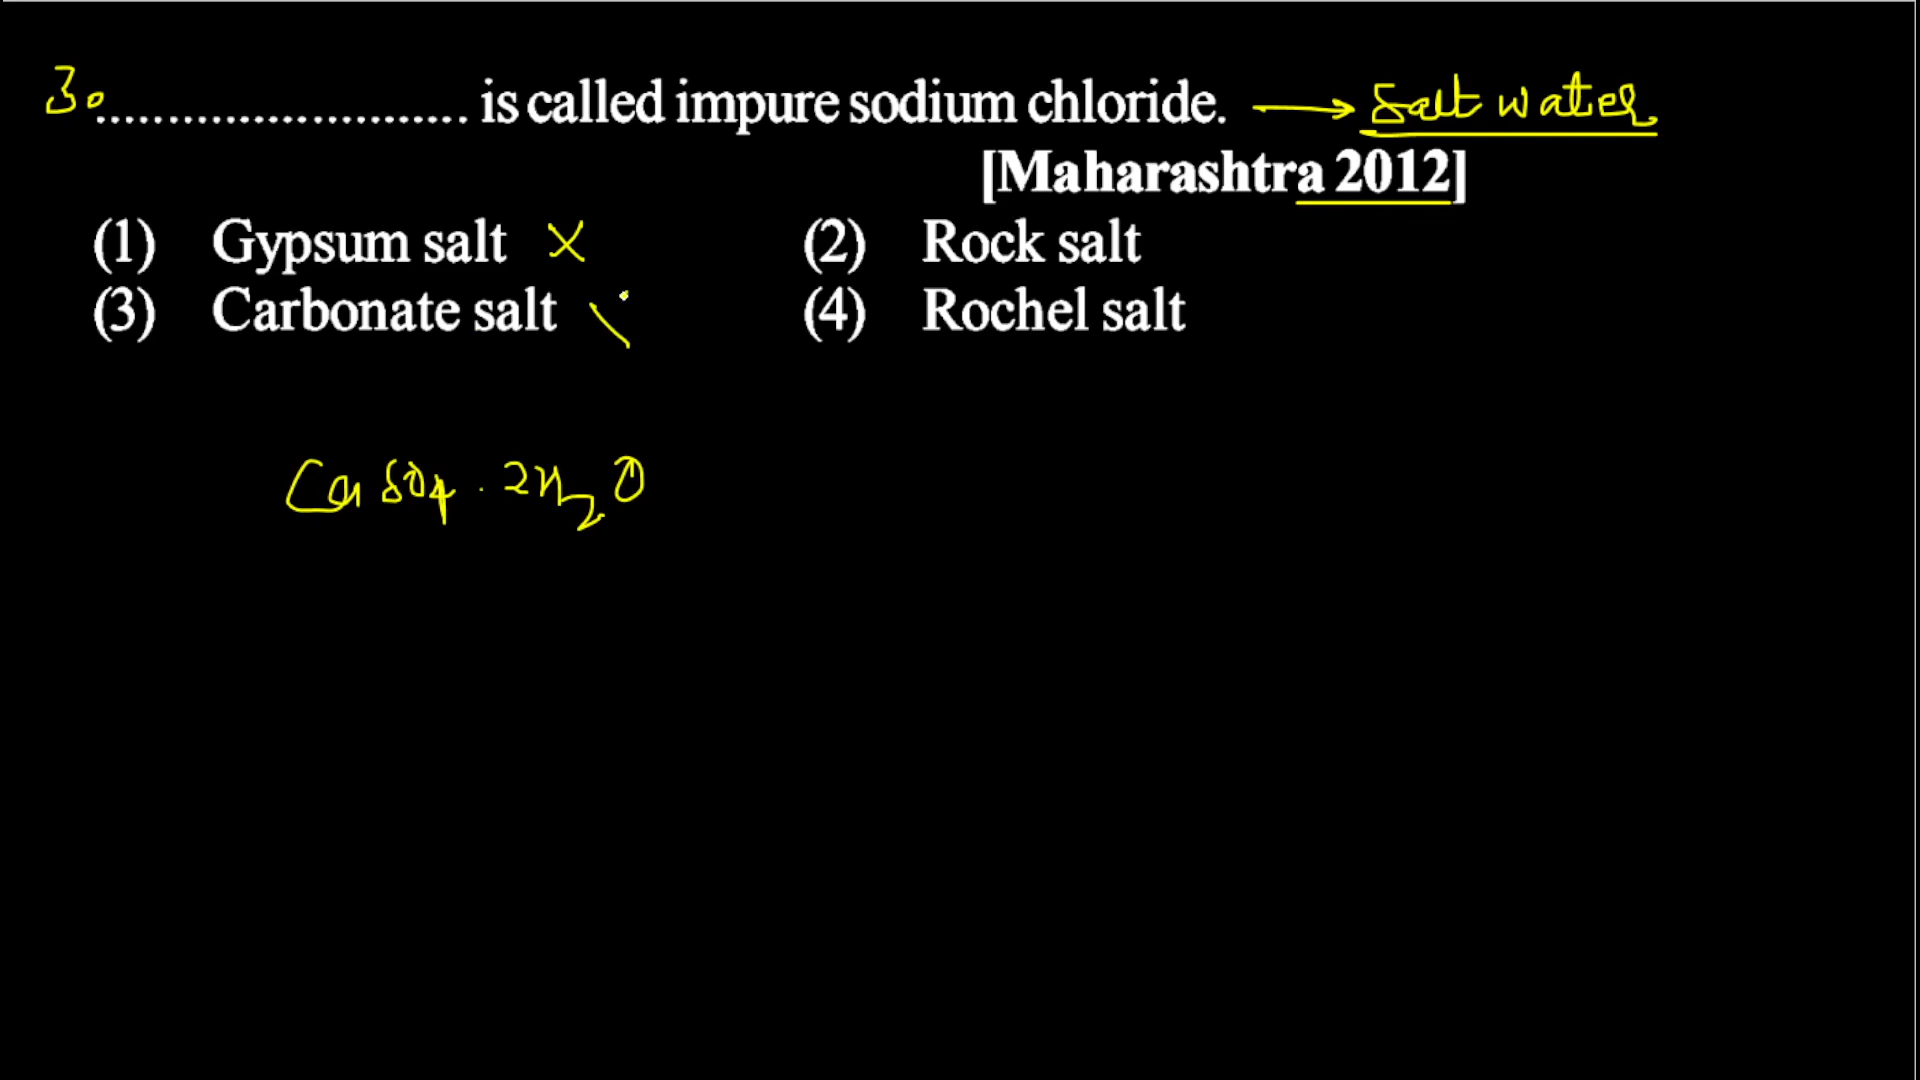 3. .......................... is called impure sodium chloride. → Salt water
[Maharashtra 2012]
(1) Gypsum salt × (2) Rock salt
(3) Carbonate salt (4) Rochel salt
CaSO4 . 2H2O